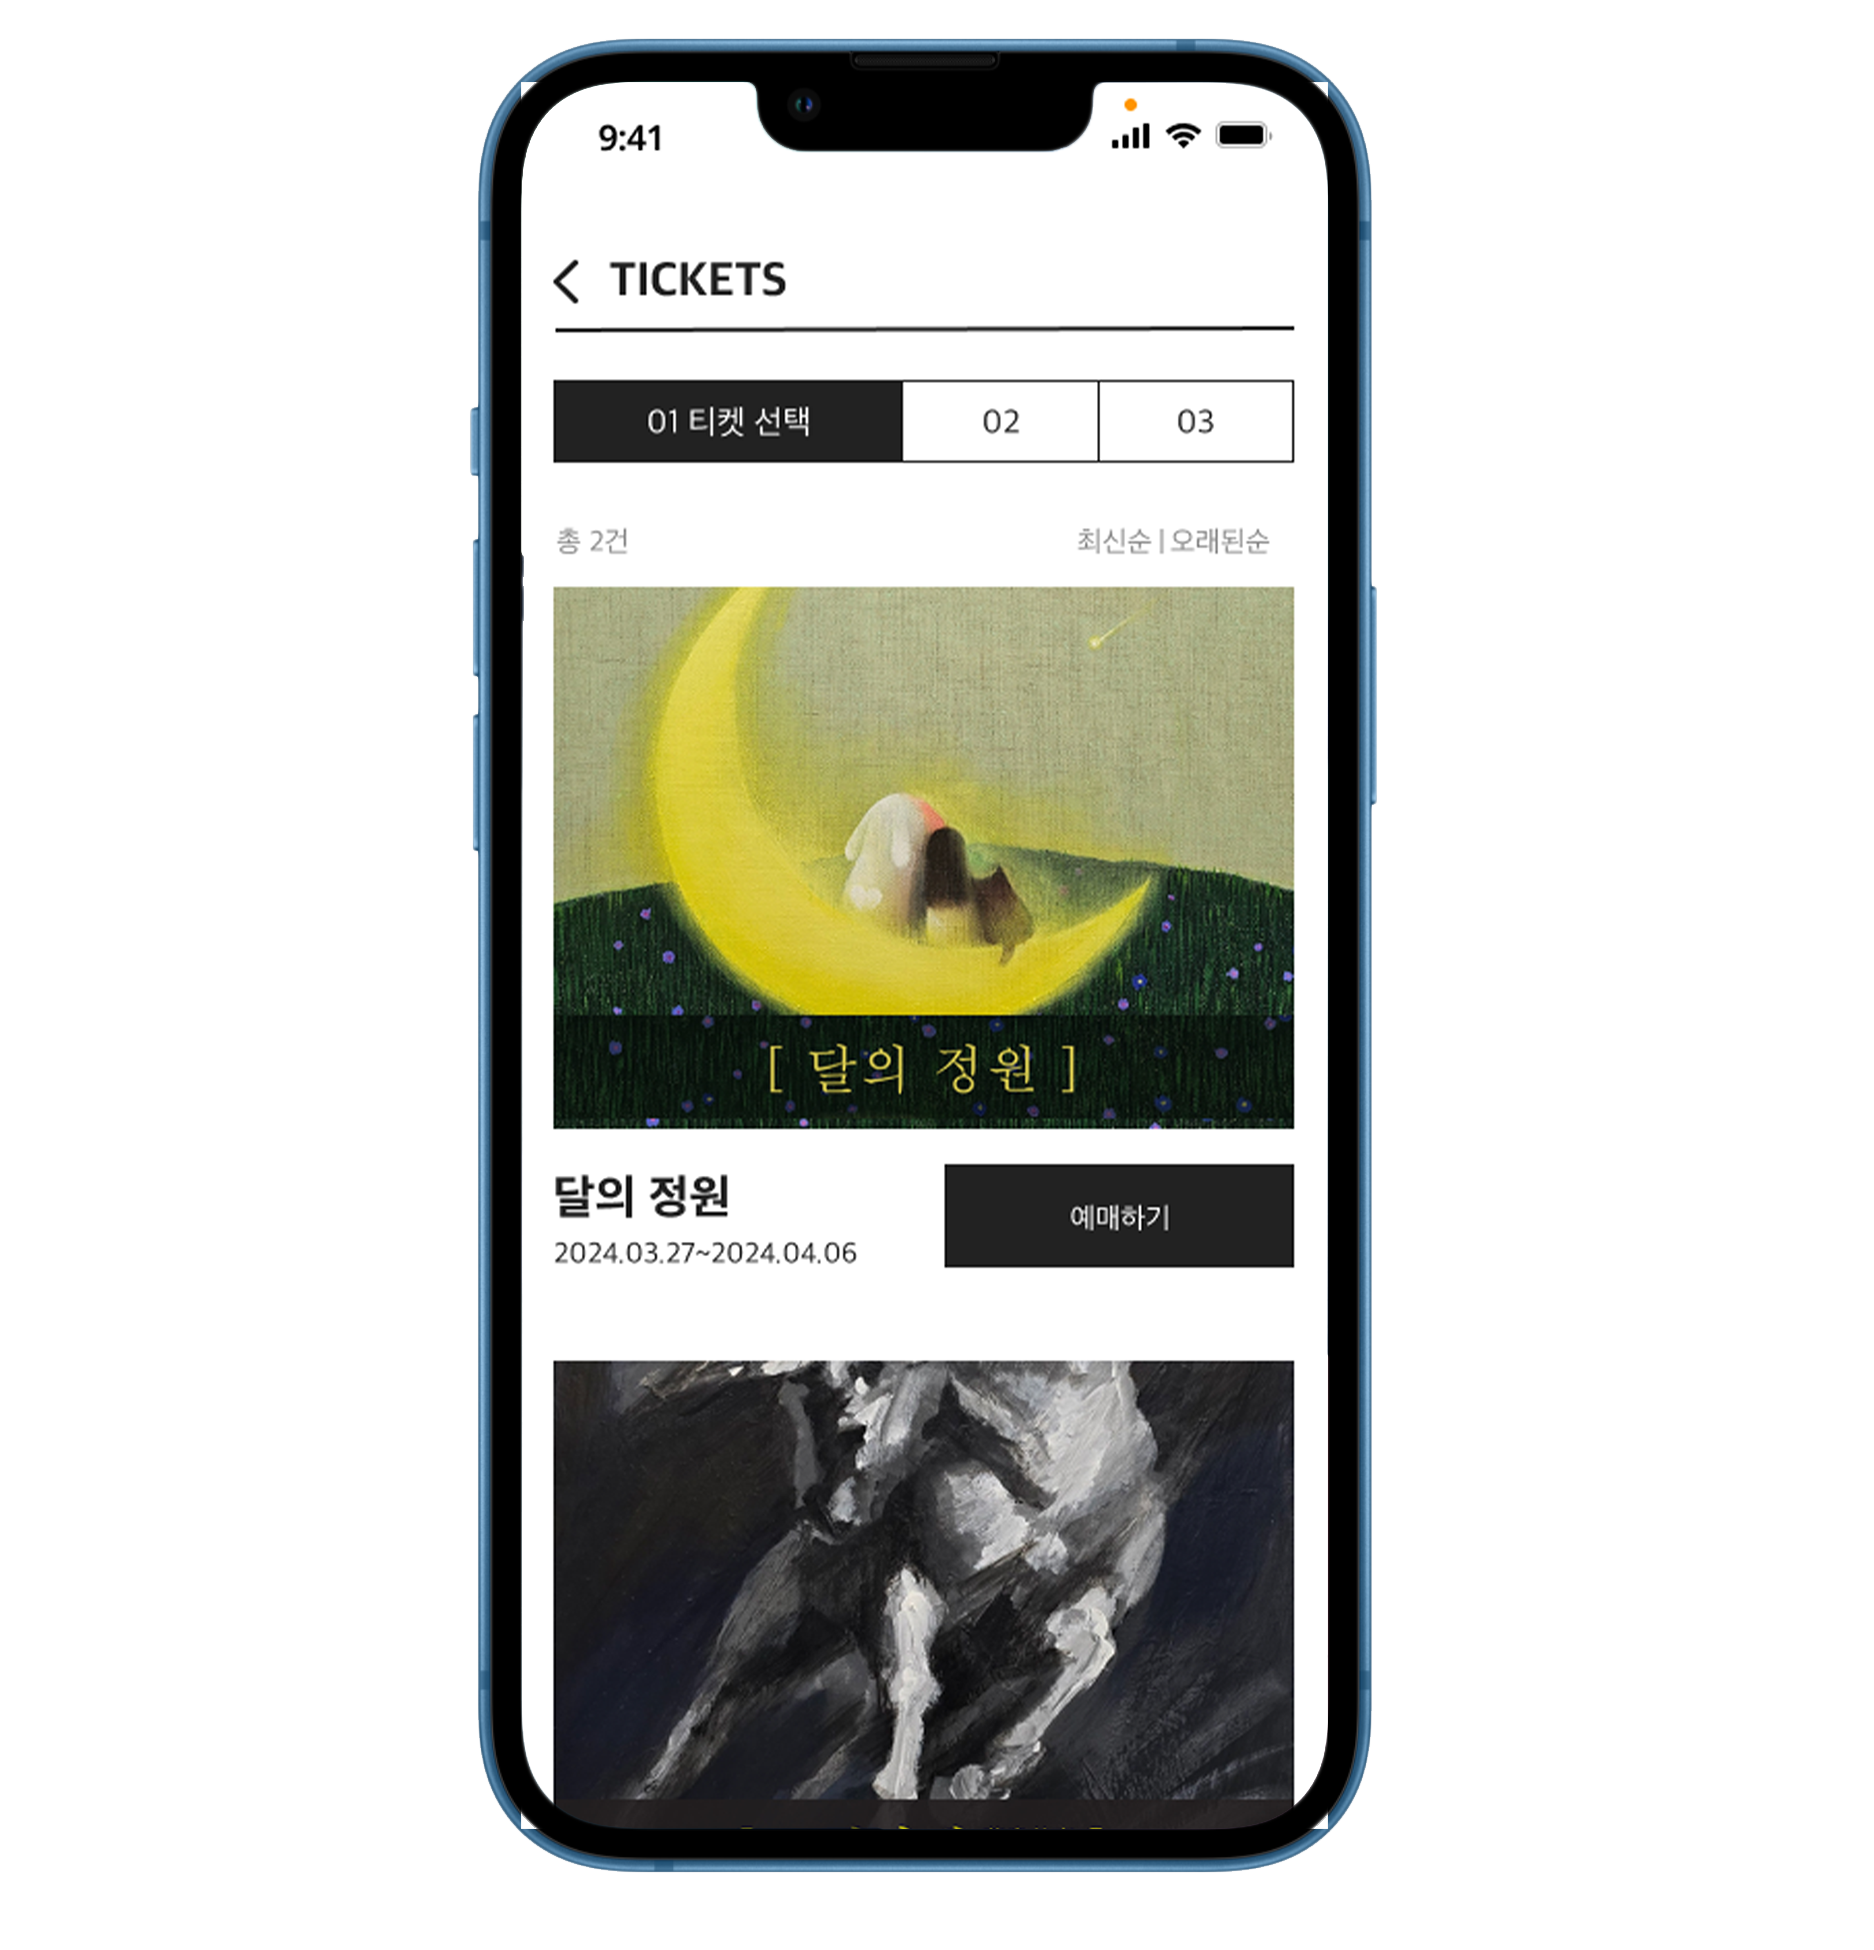 9:41
TICKETS
01 티켓 선택 02 03
총 2건 최신순 | 오래된순
[ 달의 정원 ]
달의 정원
예매하기
2024.03.27~2024.04.06